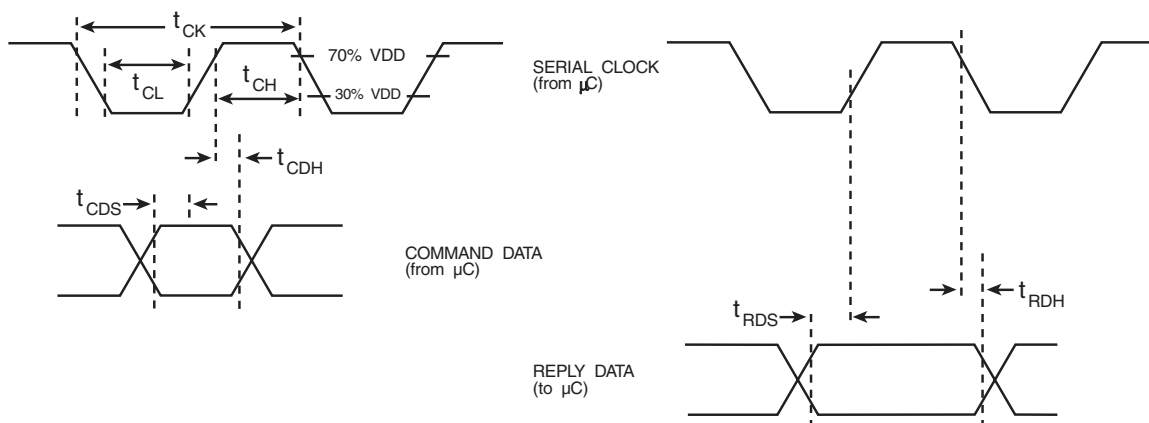 tCK
70% VDD
tCL
tCH
30% VDD
SERIAL CLOCK
(from µC)
tCDH
tCDS
COMMAND DATA
(from µC)
tRDS
tRDH
REPLY DATA
(to µC)